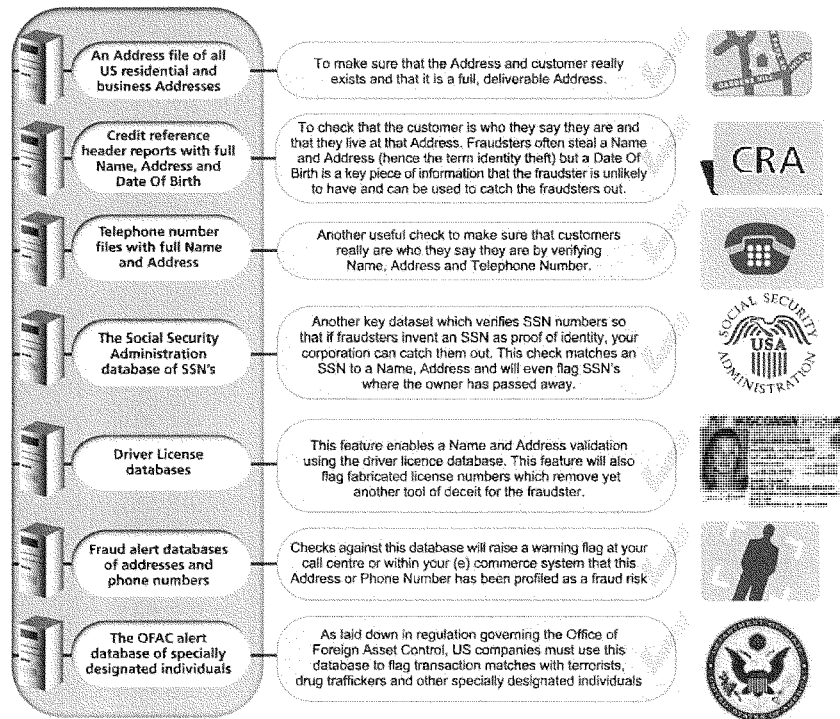 An Address file of all
US residential and
business Addresses
To make sure that the Address and customer really
exists and that it is a full, deliverable Address.
Credit reference
header reports with full
Name, Address and
Date Of Birth
To check that the customer is who they say they are and
that they live at that Address. Fraudsters often steal a Name
and Address (hence the term identity theft) but a Date Of
Birth is a key piece of information that the fraudster is unlikely
to have and can be used to catch the fraudsters out.
CRA
Telephone number
files with full Name
and Address
Another useful check to make sure that customers
really are who they say they are by verifying
Name, Address and Telephone Number.
The Social Security
Administration
database of SSN's
Another key dataset which verifies SSN numbers so
that if fraudsters invent an SSN as proof of identity, your
corporation can catch them out. This check matches an
SSN to a Name, Address and will even flag SSN's
where the owner has passed away.
SOCIAL SECURITY
USA
ADMINISTRATION
Driver License
databases
This feature enables a Name and Address validation
using the driver licence database. This feature will also
flag fabricated license numbers which remove yet
another tool of deceit for the fraudster.
Fraud alert databases
of addresses and
phone numbers
Checks against this database will raise a warning flag at your
call centre or within your (e) commerce system that this
Address or Phone Number has been profiled as a fraud risk
The OFAC alert
database of specially
designated individuals
As laid down in regulation governing the Office of
Foreign Asset Control, US companies must use this
database to flag transaction matches with terrorists,
drug traffickers and other specially designated individuals